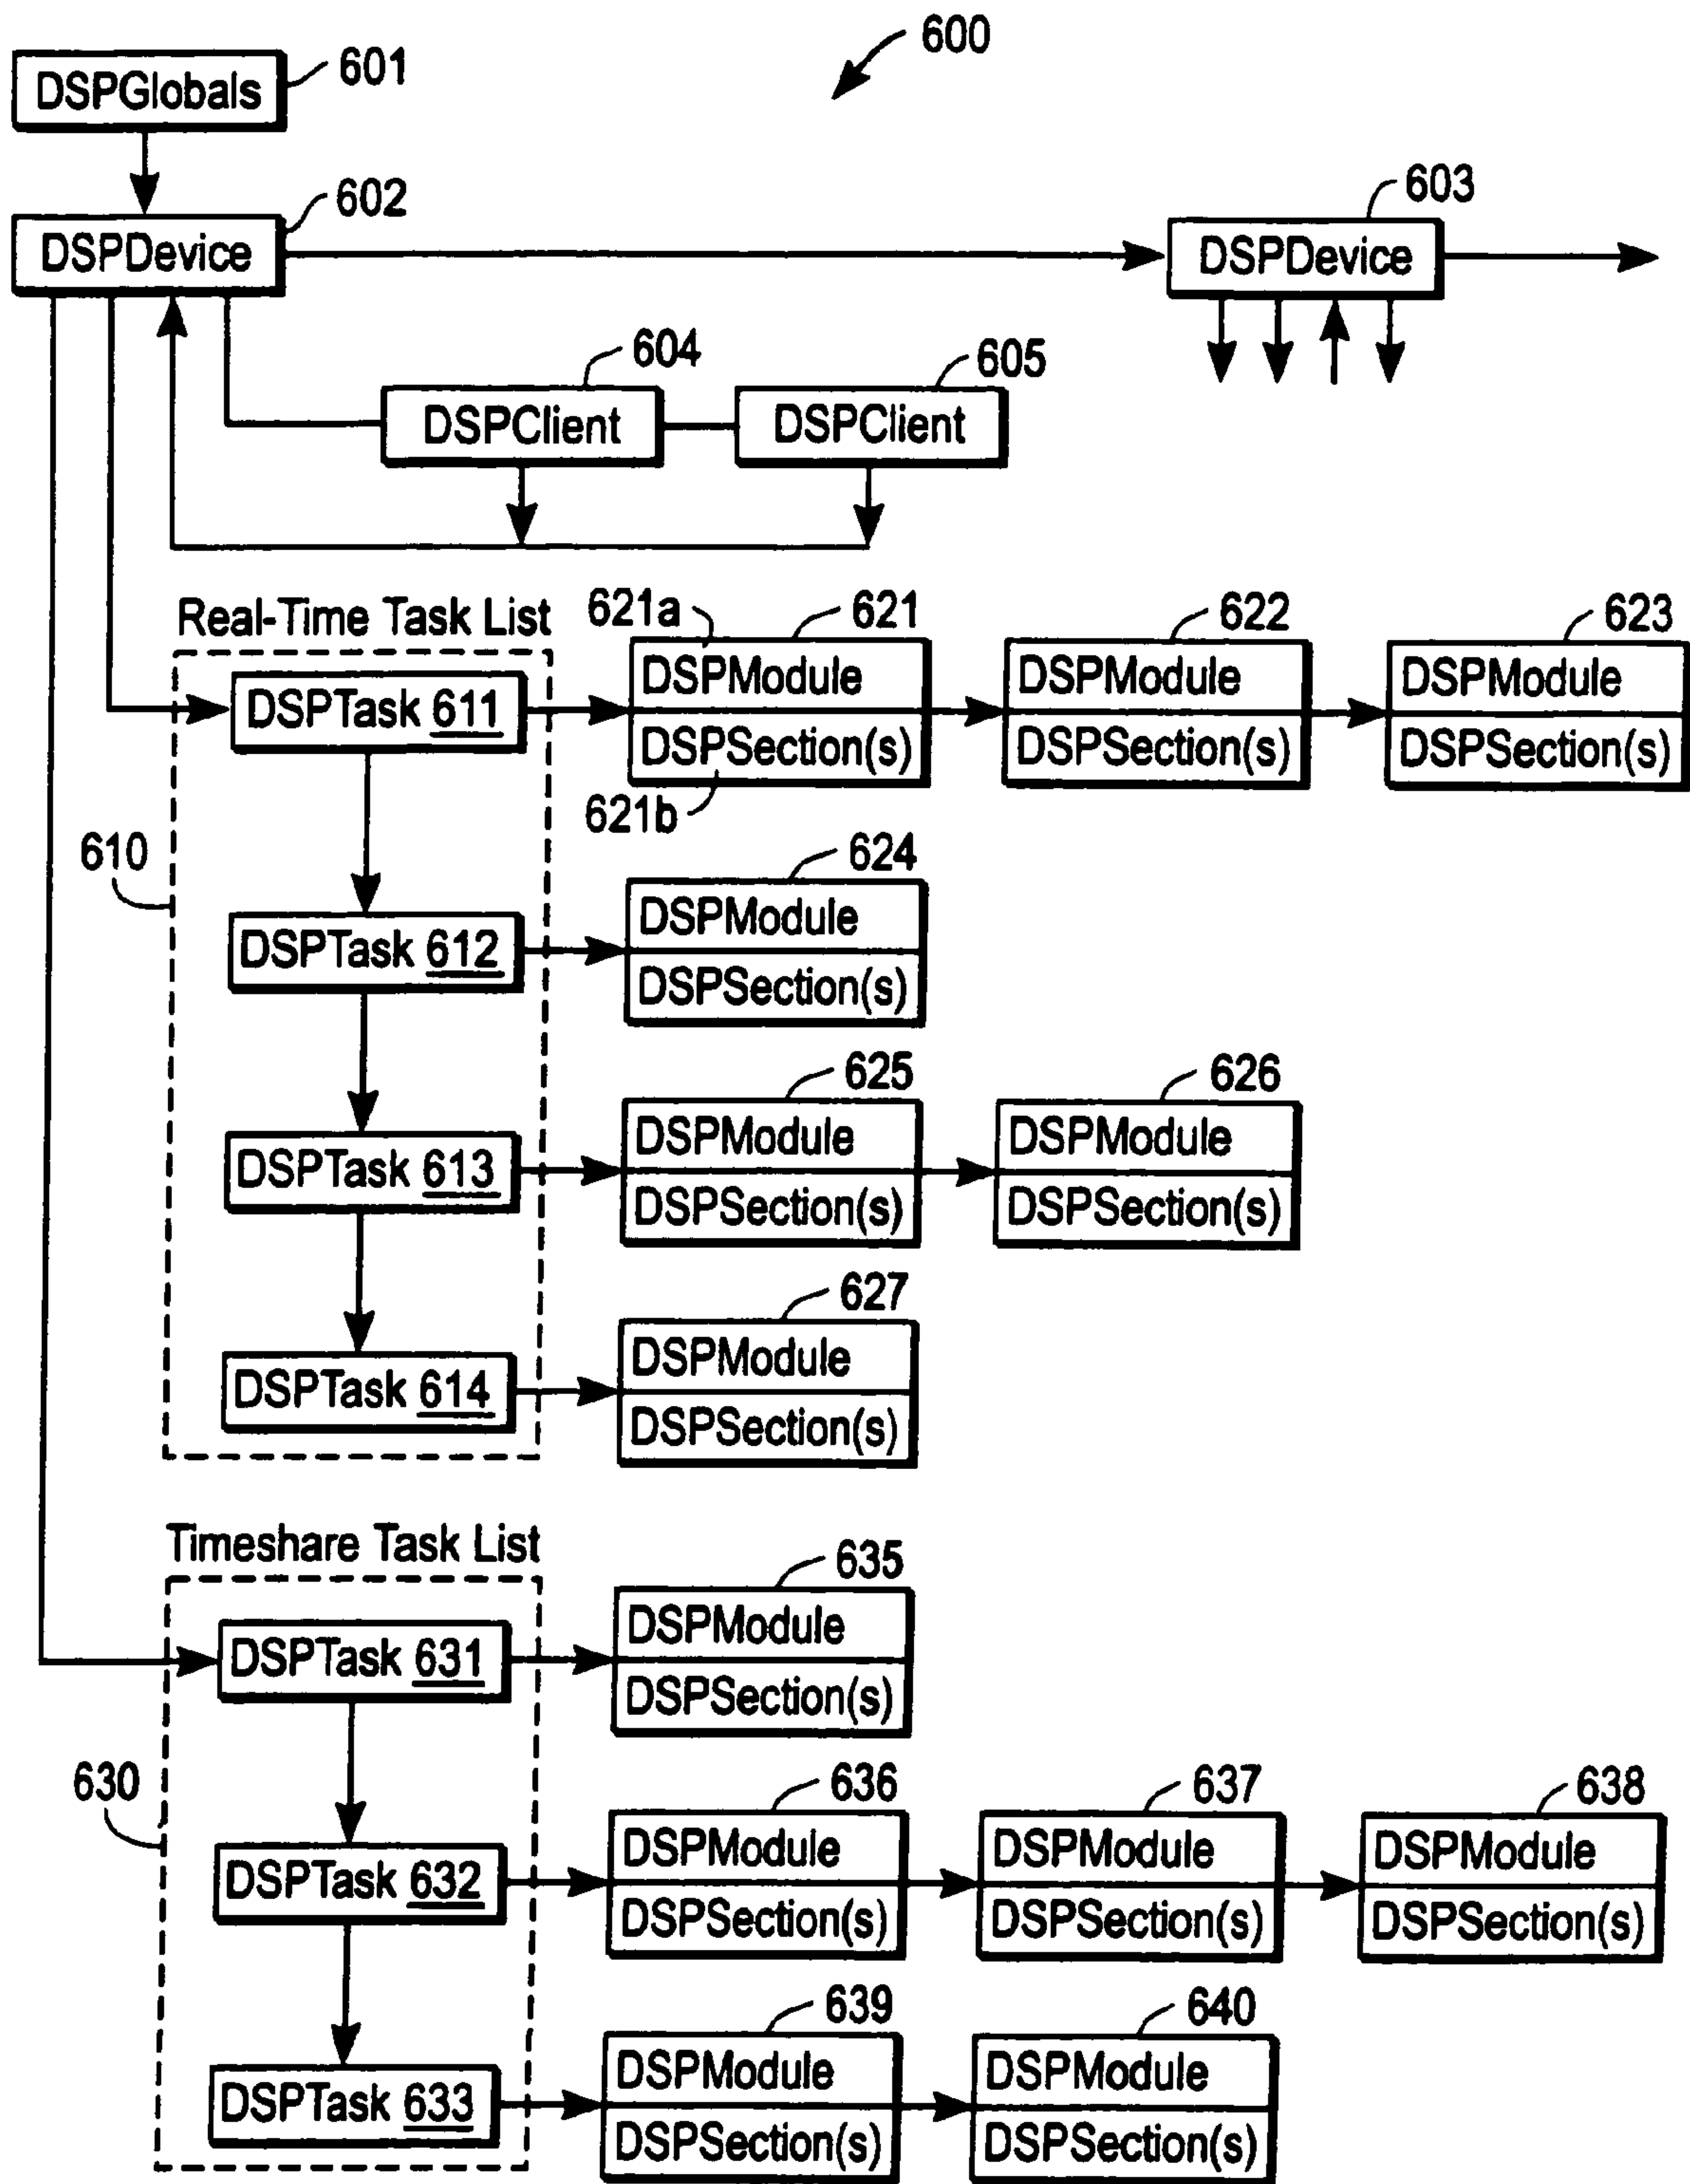 600
DSPGlobals
601
DSPDevice
602
DSPDevice
603
DSPClient
604
DSPClient
605
Real-Time Task List
610
DSPTask 611
621a
621
DSPModule
DSPSection(s)
621b
622
DSPModule
DSPSection(s)
623
DSPModule
DSPSection(s)
DSPTask 612
624
DSPModule
DSPSection(s)
DSPTask 613
625
DSPModule
DSPSection(s)
626
DSPModule
DSPSection(s)
DSPTask 614
627
DSPModule
DSPSection(s)
Timeshare Task List
630
DSPTask 631
635
DSPModule
DSPSection(s)
DSPTask 632
636
DSPModule
DSPSection(s)
637
DSPModule
DSPSection(s)
638
DSPModule
DSPSection(s)
DSPTask 633
639
DSPModule
DSPSection(s)
640
DSPModule
DSPSection(s)